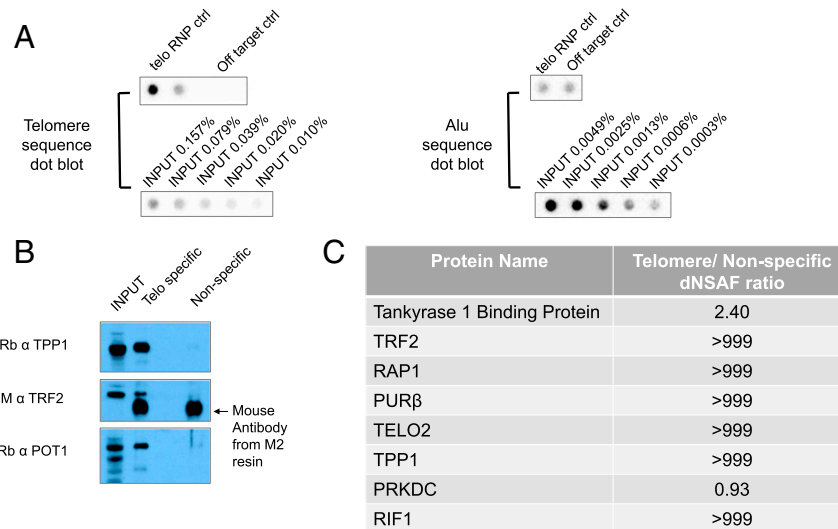 A
telo RNP ctrl
Off target ctrl
Telomere
sequence
dot blot
INPUT 0.157%
INPUT 0.079%
INPUT 0.039%
INPUT 0.020%
INPUT 0.010%
telo RNP ctrl
Off target ctrl
Alu
sequence
dot blot
INPUT 0.0049%
INPUT 0.0025%
INPUT 0.0013%
INPUT 0.0006%
INPUT 0.0003%
B
INPUT
Telo specific
Non-specific
Rb α TPP1
M α TRF2
Rb α POT1
Mouse
Antibody
from M2
resin
C
Protein Name Telomere/ Non-specific
dNSAF ratio
Tankyrase 1 Binding Protein 2.40
TRF2 >999
RAP1 >999
PURβ >999
TELO2 >999
TPP1 >999
PRKDC 0.93
RIF1 >999